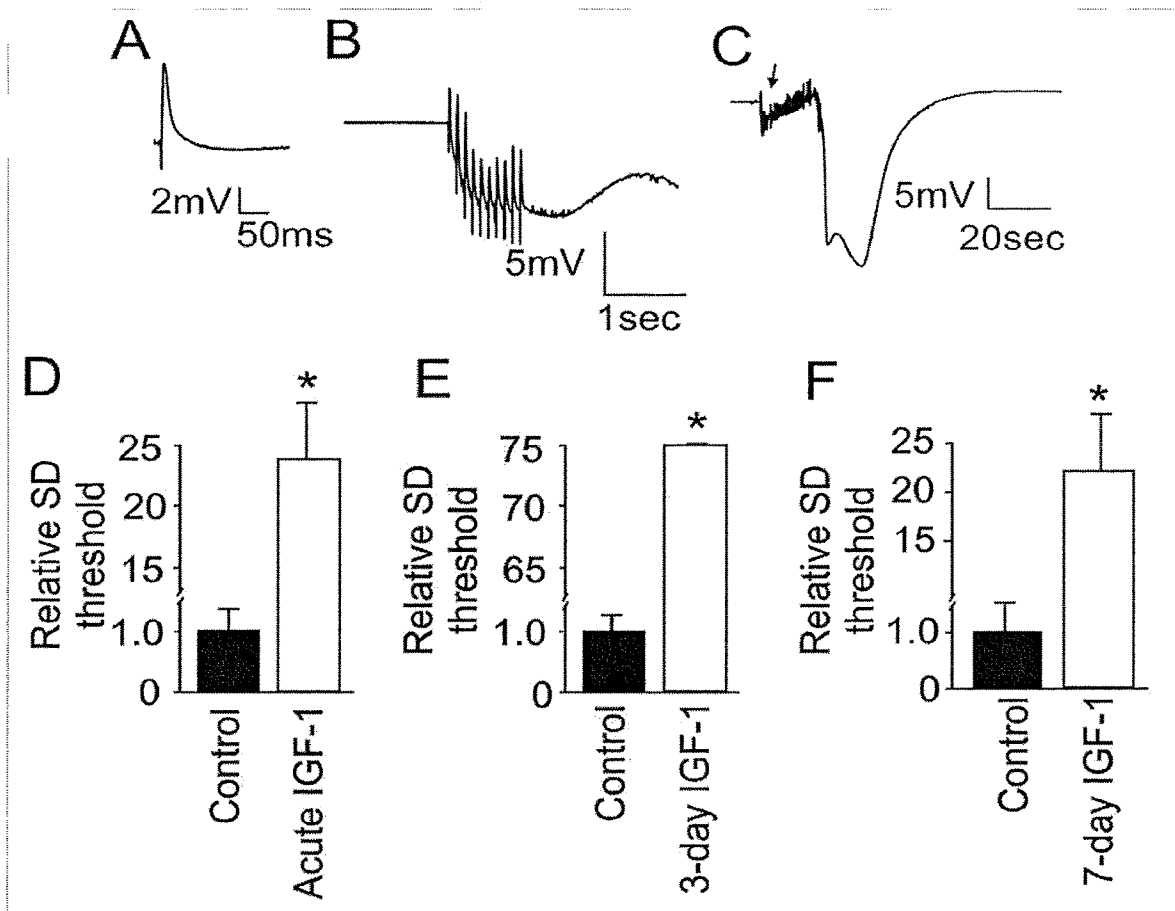 A
B
C
2mV
50ms
5mV
1sec
5mV
20sec
D
*
Relative SD
threshold
25
20
15
1.0
0
Control
Acute IGF-1
E
*
Relative SD
threshold
75
70
65
1.0
0
Control
3-day IGF-1
F
*
Relative SD
threshold
25
20
15
1.0
0
Control
7-day IGF-1